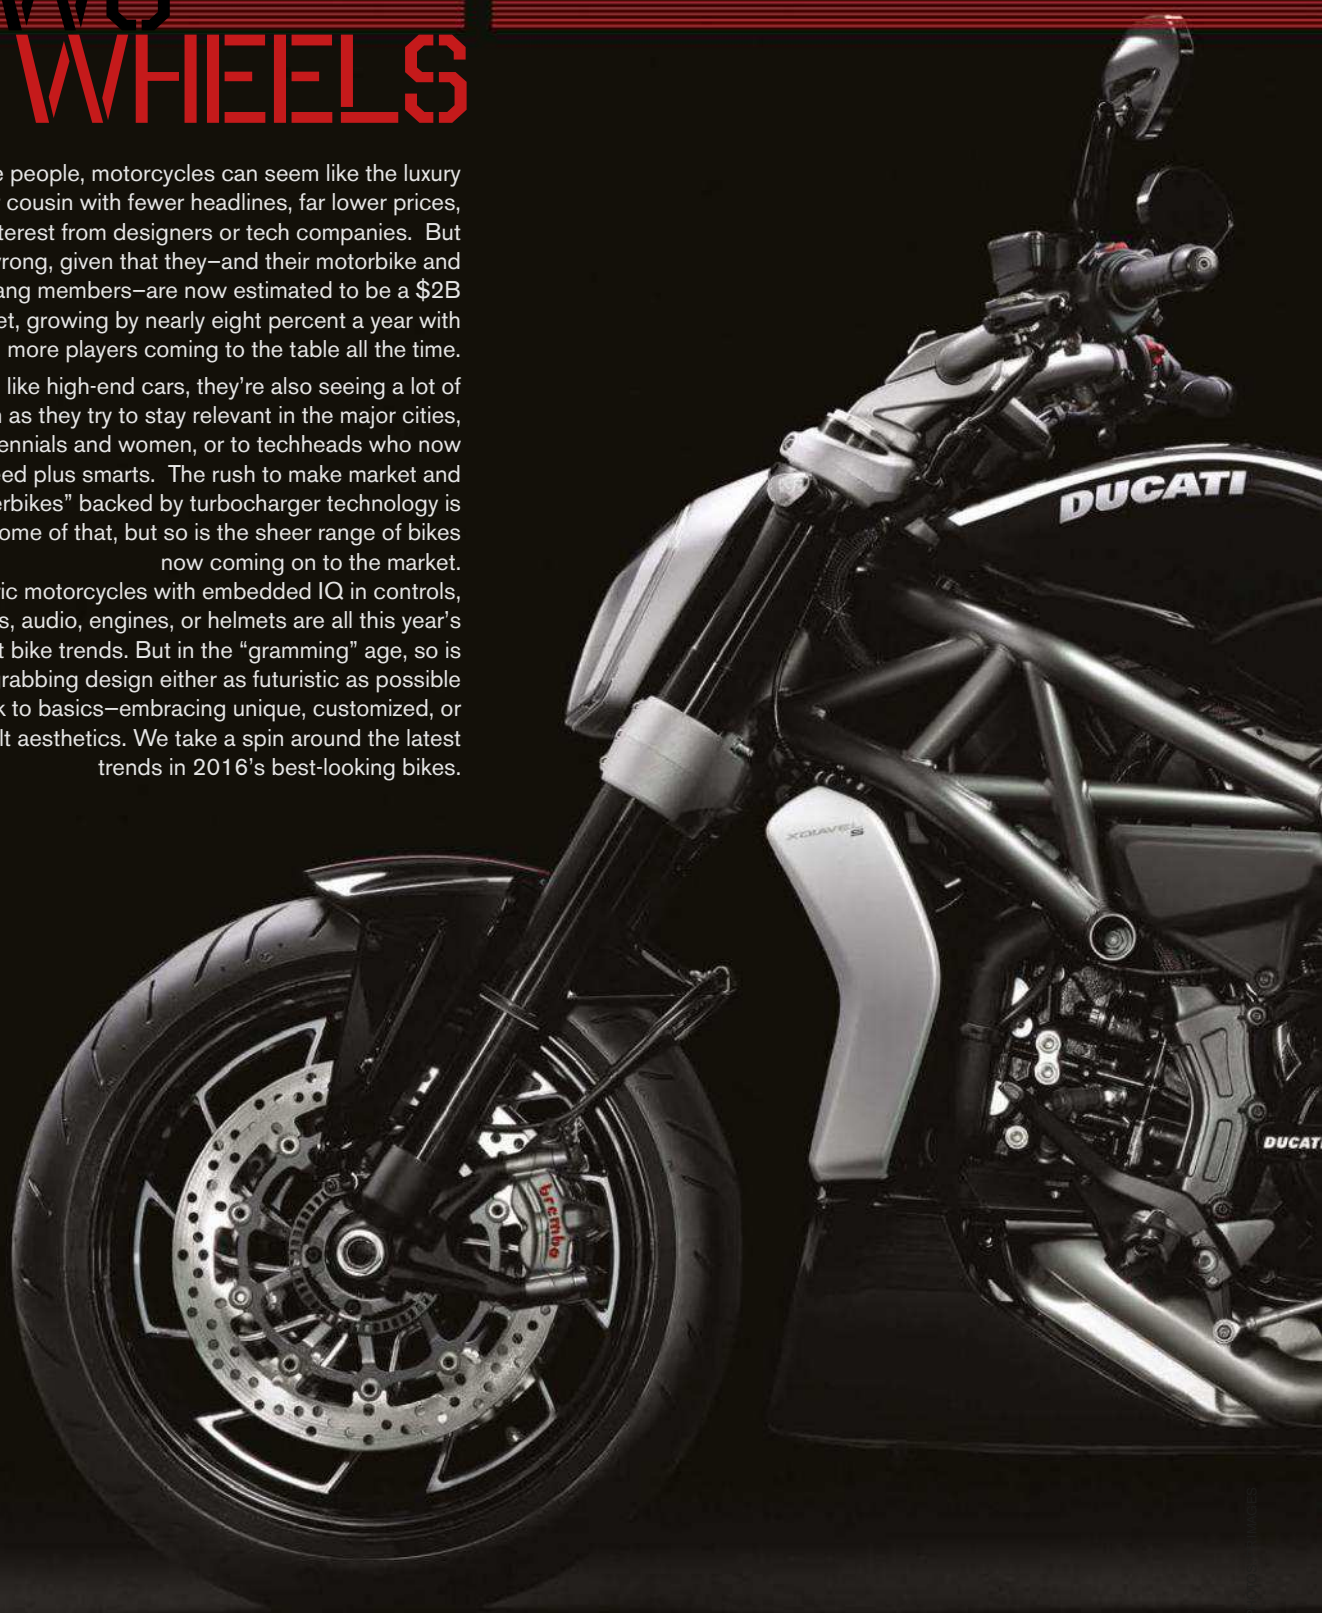 WHEELS
e people, motorcycles can seem like the luxury
cousin with fewer headlines, far lower prices,
terest from designers or tech companies. But
rong, given that they—and their motorbike and
ang members—are now estimated to be a $2B
et, growing by nearly eight percent a year with
more players coming to the table all the time.
like high-end cars, they’re also seeing a lot of
as they try to stay relevant in the major cities,
ennials and women, or to techheads who now
eed plus smarts. The rush to make market and
erbikes” backed by turbocharger technology is
ome of that, but so is the sheer range of bikes
now coming on to the market.
ric motorcycles with embedded IQ in controls,
s, audio, engines, or helmets are all this year’s
t bike trends. But in the “gramming” age, so is
grabbing design either as futuristic as possible
k to basics—embracing unique, customized, or
lt aesthetics. We take a spin around the latest
trends in 2016’s best-looking bikes.
DUCATI
XDIAVEL S
DUCATI
brembo